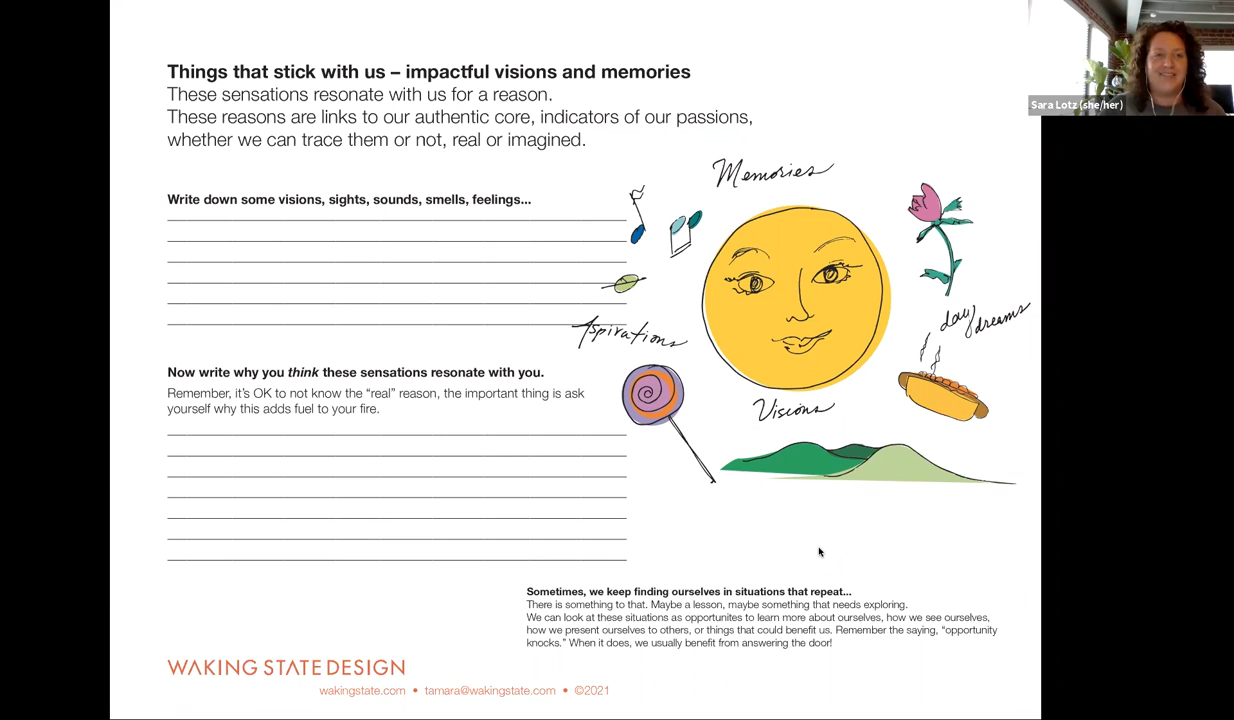 Things that stick with us – impactful visions and memories
These sensations resonate with us for a reason.
These reasons are links to our authentic core, indicators of our passions,
whether we can trace them or not, real or imagined.
Sara Lotz (she/her)
Write down some visions, sights, sounds, smells, feelings...
Memories
day dreams
Aspirations
Visions
Now write why you think these sensations resonate with you.
Remember, it’s OK to not know the “real” reason, the important thing is ask
yourself why this adds fuel to your fire.
Sometimes, we keep finding ourselves in situations that repeat...
There is something to that. Maybe a lesson, maybe something that needs exploring.
We can look at these situations as opportunites to learn more about ourselves, how we see ourselves,
how we present ourselves to others, or things that could benefit us. Remember the saying, “opportunity
knocks.” When it does, we usually benefit from answering the door!
WAKING STATE DESIGN
wakingstate.com • tamara@wakingstate.com • ©2021